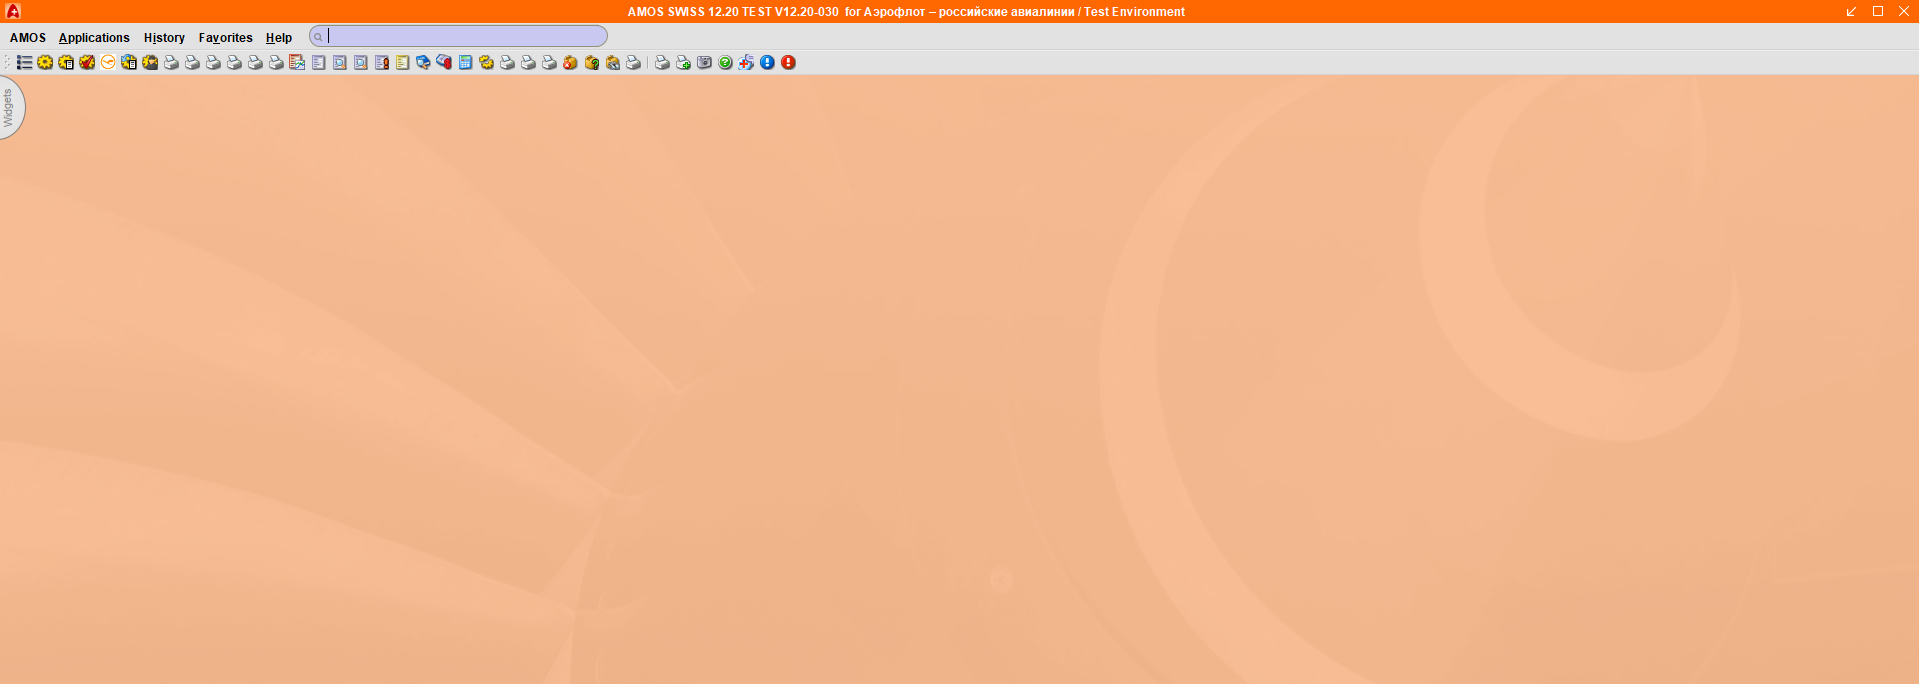 AMOS SWISS 12.20 TEST V12.20-030 for Аэрофлот – российские авиалинии / Test Environment
AMOS Applications History Favorites Help
Widgets